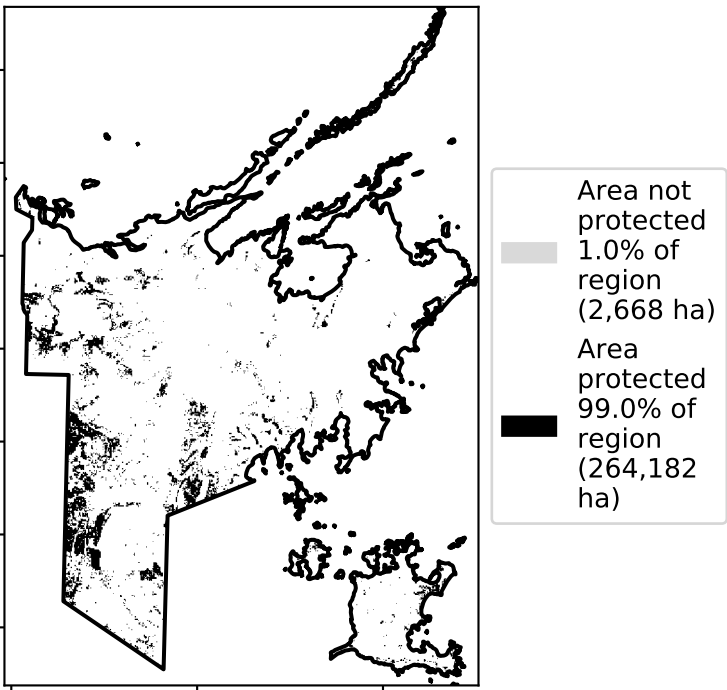 Area not
protected
1.0% of
region
(2,668 ha)
Area
protected
99.0% of
region
(264,182
ha)